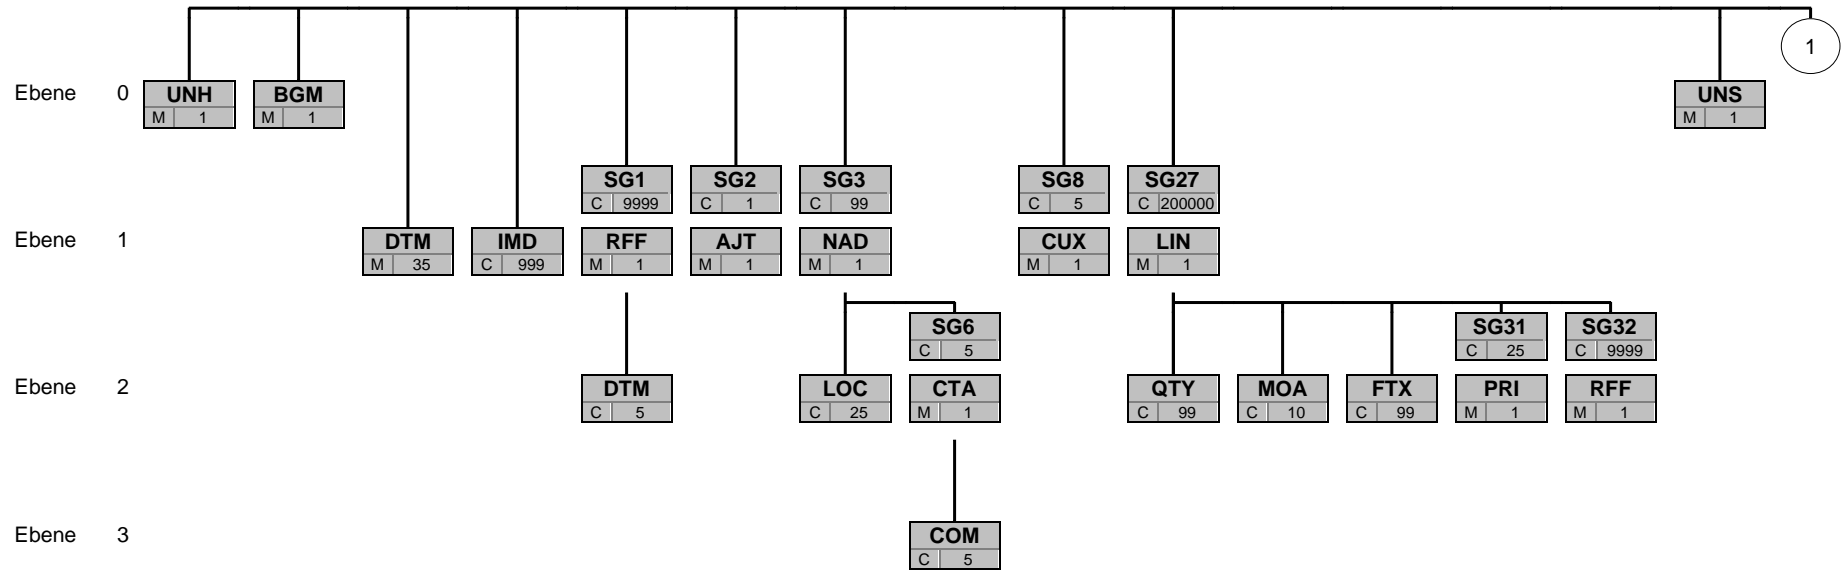 1
Ebene 0 UNH BGM UNS
M 1 M 1 M 1
SG1 SG2 SG3 SG8 SG27
C 9999 C 1 C 99 C 5 C 200000
Ebene 1 DTM IMD RFF AJT NAD CUX LIN
M 35 C 999 M 1 M 1 M 1 M 1 M 1
SG6 SG31 SG32
C 5 C 25 C 9999
Ebene 2 DTM LOC CTA QTY MOA FTX PRI RFF
C 5 C 25 M 1 C 99 C 10 C 99 M 1 M 1
Ebene 3 COM
C 5